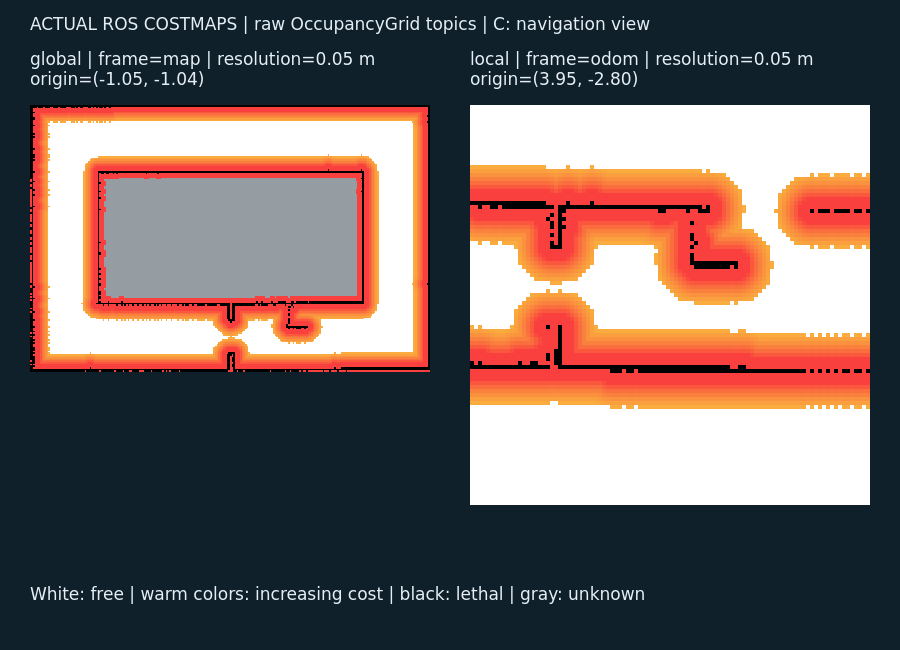 ACTUAL ROS COSTMAPS | raw OccupancyGrid topics | C: navigation view
global | frame=map | resolution=0.05 m
origin=(-1.05, -1.04)
local | frame=odom | resolution=0.05 m
origin=(3.95, -2.80)
White: free | warm colors: increasing cost | black: lethal | gray: unknown